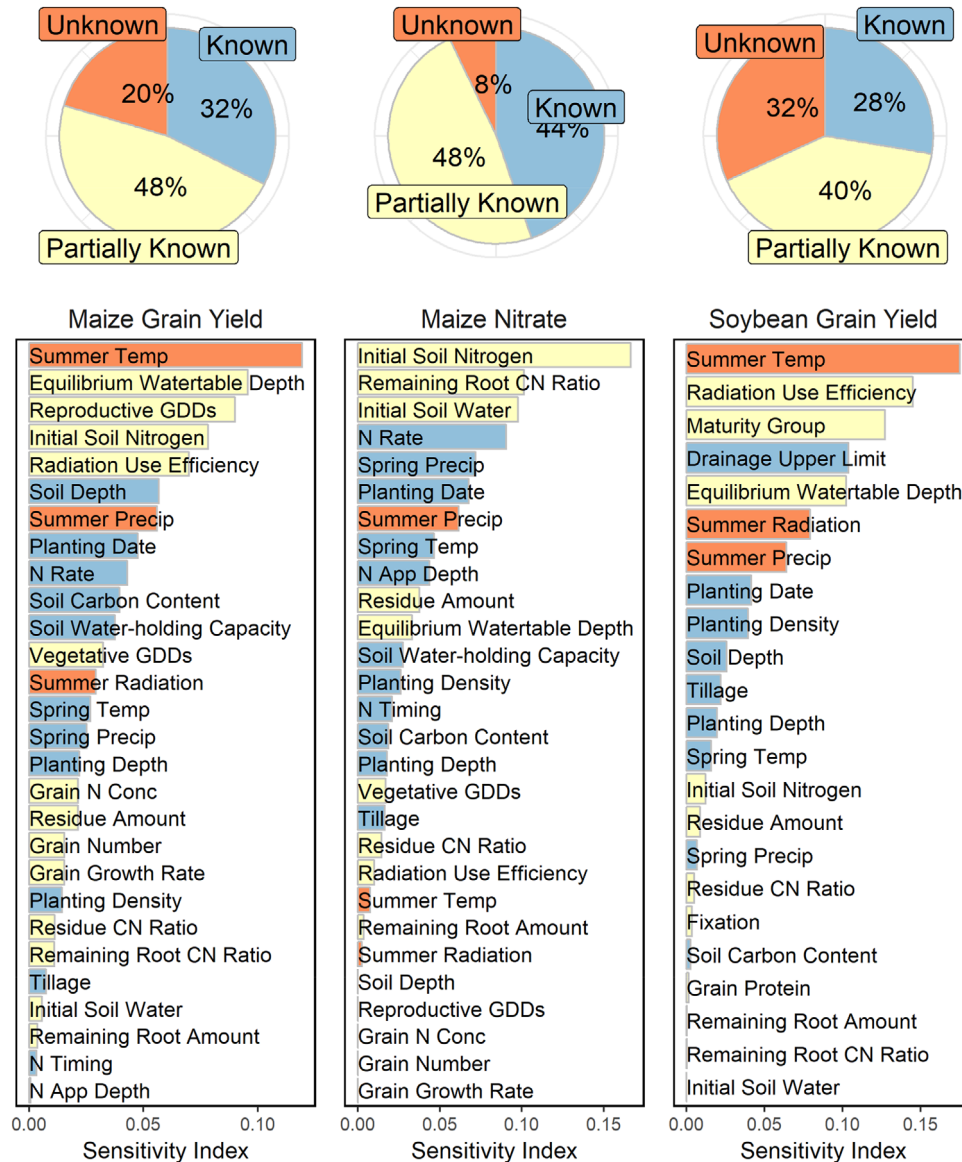 Unknown
Known
20%
32%
48%
Partially Known
Unknown
8%
Known
44%
48%
Partially Known
Unknown
Known
32%
28%
40%
Partially Known
Maize Grain Yield
Summer Temp
Equilibrium Watertable Depth
Reproductive GDDs
Initial Soil Nitrogen
Radiation Use Efficiency
Soil Depth
Summer Precip
Planting Date
N Rate
Soil Carbon Content
Soil Water-holding Capacity
Vegetative GDDs
Summer Radiation
Spring Temp
Spring Precip
Planting Depth
Grain N Conc
Residue Amount
Grain Number
Grain Growth Rate
Planting Density
Residue CN Ratio
Remaining Root CN Ratio
Tillage
Initial Soil Water
Remaining Root Amount
N Timing
N App Depth
0.00 0.05 0.10
Sensitivity Index
Maize Nitrate
Initial Soil Nitrogen
Remaining Root CN Ratio
Initial Soil Water
N Rate
Spring Precip
Planting Date
Summer Precip
Spring Temp
N App Depth
Residue Amount
Equilibrium Watertable Depth
Soil Water-holding Capacity
Planting Density
N Timing
Soil Carbon Content
Planting Depth
Vegetative GDDs
Tillage
Residue CN Ratio
Radiation Use Efficiency
Summer Temp
Remaining Root Amount
Summer Radiation
Soil Depth
Reproductive GDDs
Grain N Conc
Grain Number
Grain Growth Rate
0.00 0.05 0.10 0.15
Sensitivity Index
Soybean Grain Yield
Summer Temp
Radiation Use Efficiency
Maturity Group
Drainage Upper Limit
Equilibrium Watertable Depth
Summer Radiation
Summer Precip
Planting Date
Planting Density
Soil Depth
Tillage
Planting Depth
Spring Temp
Initial Soil Nitrogen
Residue Amount
Spring Precip
Residue CN Ratio
Fixation
Soil Carbon Content
Grain Protein
Remaining Root Amount
Remaining Root CN Ratio
Initial Soil Water
0.00 0.05 0.10 0.15
Sensitivity Index